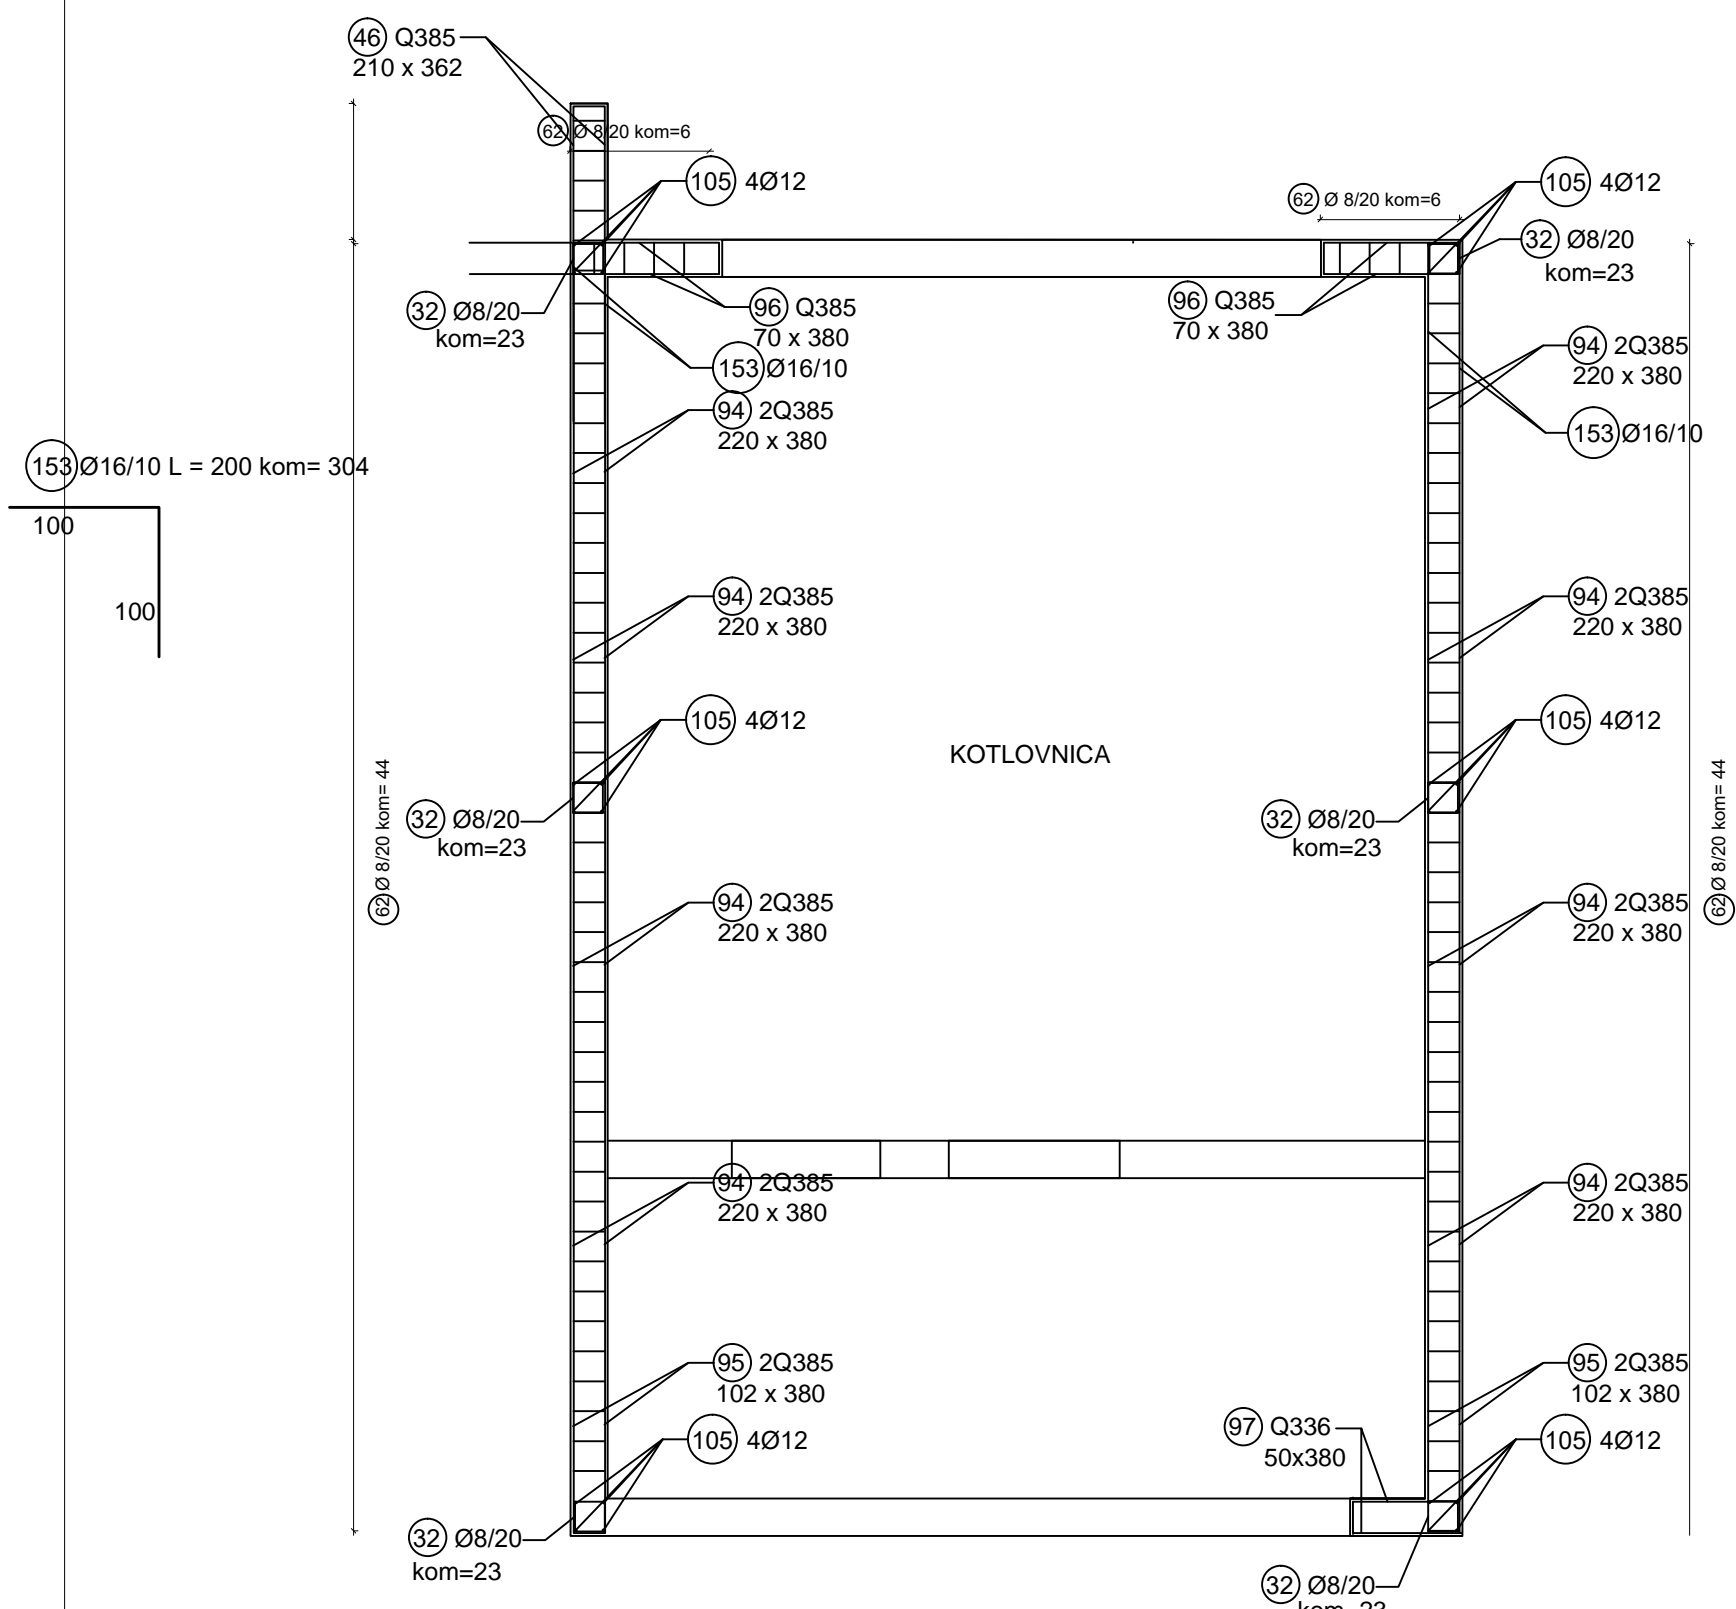 46 Q385
210 x 362
62 Ø 8/20 kom=6
105 4Ø12
62 Ø 8/20 kom=6
105 4Ø12
32 Ø8/20
kom=23
32 Ø8/20
kom=23
96 Q385
70 x 380
96 Q385
70 x 380
153 Ø16/10
94 2Q385
220 x 380
94 2Q385
220 x 380
153 Ø16/10
153 Ø16/10 L = 200 kom= 304
100
100
94 2Q385
220 x 380
94 2Q385
220 x 380
105 4Ø12
105 4Ø12
KOTLOVNICA
62 Ø 8/20 kom= 44
62 Ø 8/20 kom= 44
32 Ø8/20
kom=23
32 Ø8/20
kom=23
94 2Q385
220 x 380
94 2Q385
220 x 380
94 2Q385
220 x 380
94 2Q385
220 x 380
95 2Q385
102 x 380
95 2Q385
102 x 380
105 4Ø12
97 Q336
50x380
105 4Ø12
32 Ø8/20
kom=23
32 Ø8/20
kom=23